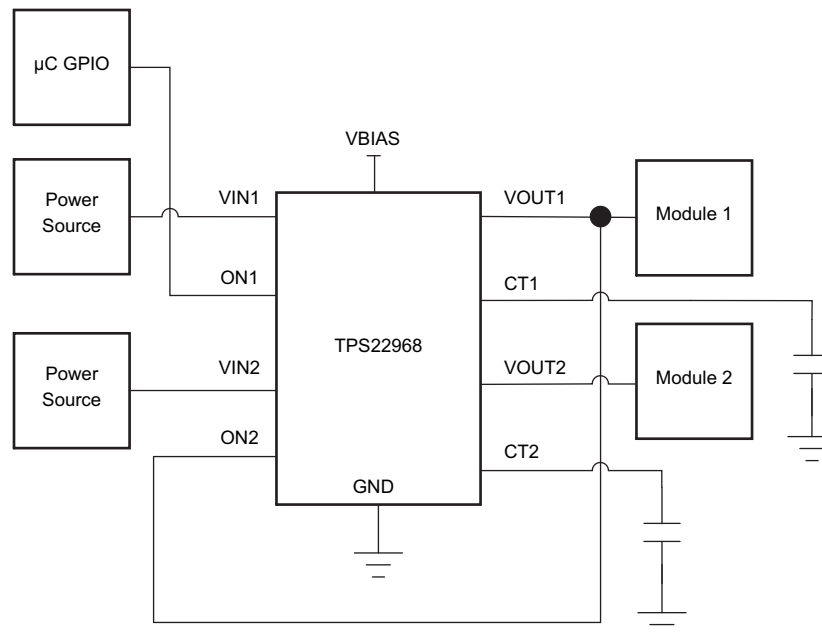 µC GPIO
VBIAS
Power
Source
VIN1
VOUT1
Module 1
ON1
CT1
TPS22968
Power
Source
VIN2
VOUT2
Module 2
ON2
CT2
GND